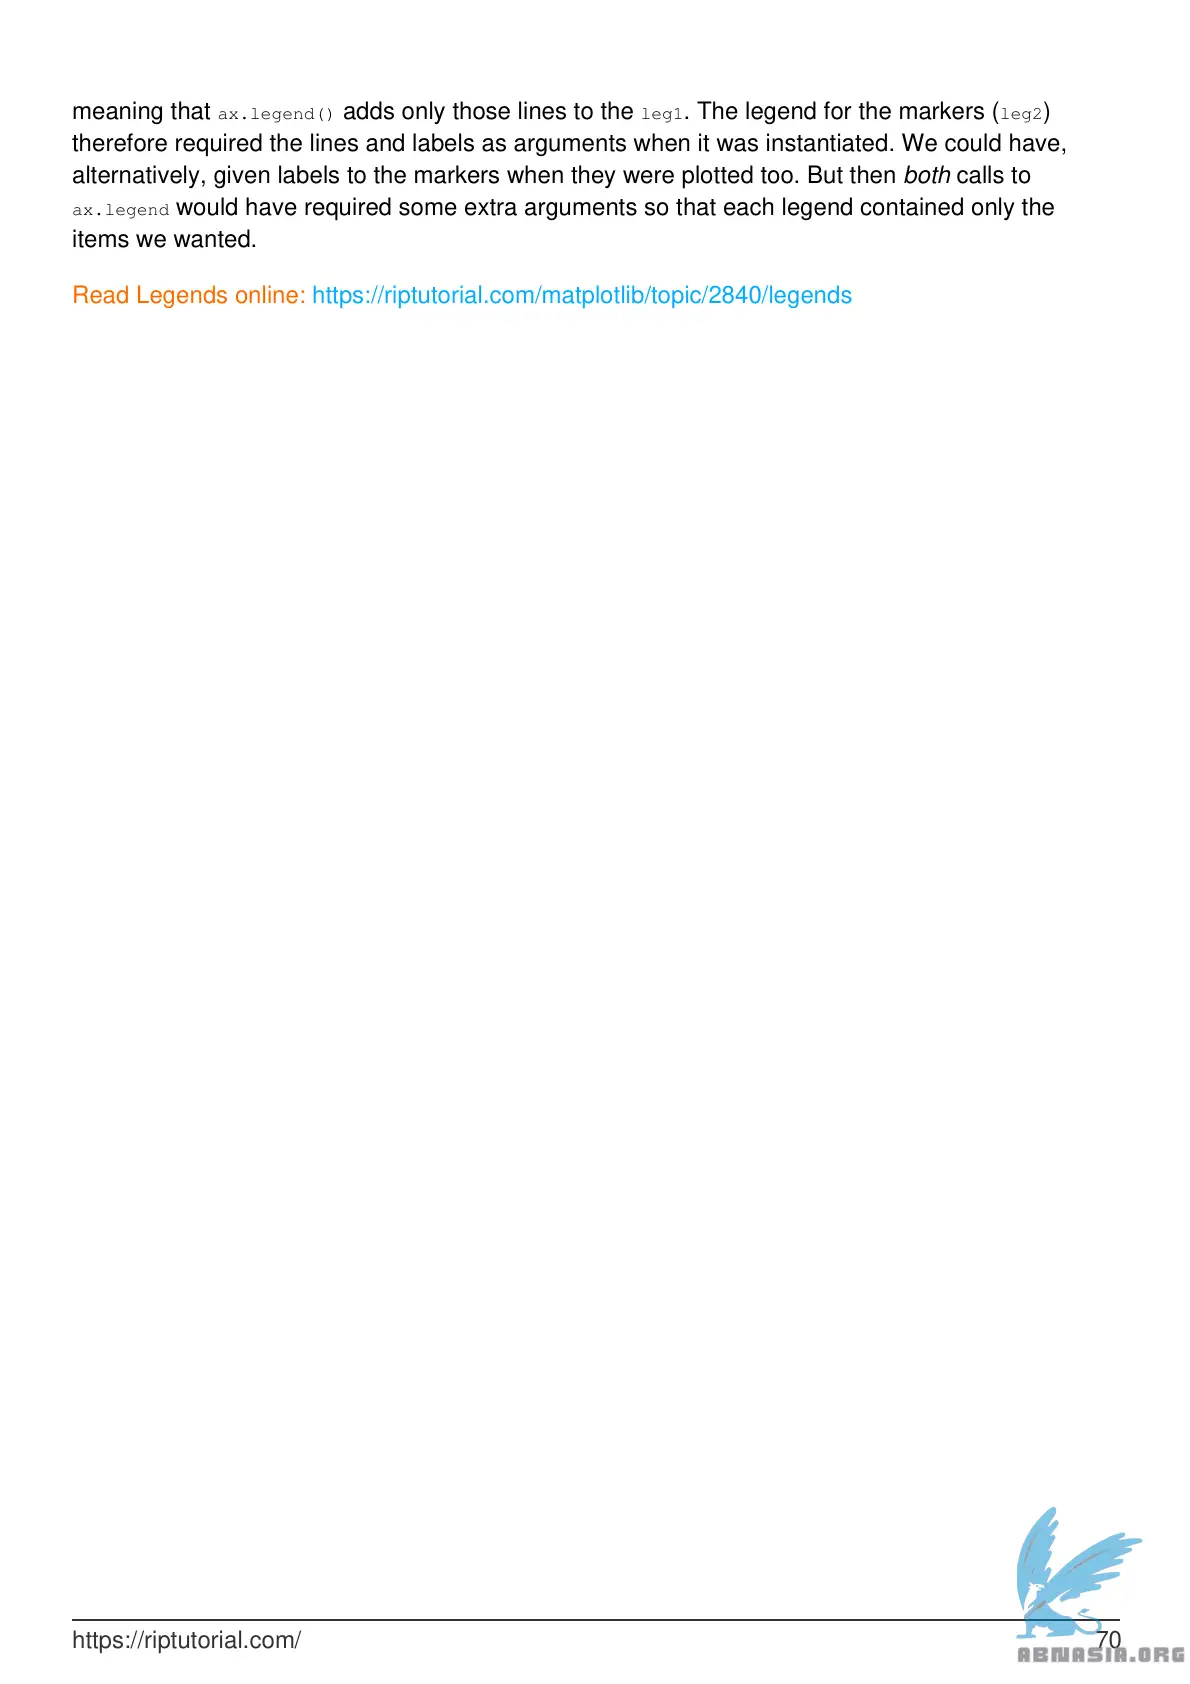 meaning that ax.legend() adds only those lines to the leg1. The legend for the markers (leg2)
therefore required the lines and labels as arguments when it was instantiated. We could have,
alternatively, given labels to the markers when they were plotted too. But then both calls to
ax.legend would have required some extra arguments so that each legend contained only the
items we wanted.
Read Legends online: https://riptutorial.com/matplotlib/topic/2840/legends
https://riptutorial.com/ 70
ABNASIA.ORG